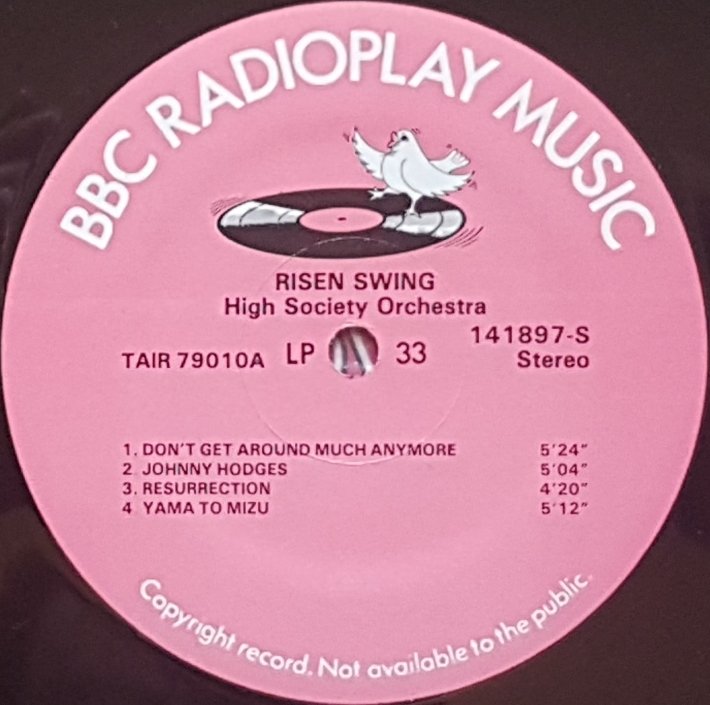 BBC RADIOPLAY MUSIC
RISEN SWING
High Society Orchestra
141897-S
TAIR 79010A LP 33 Stereo
1. DON'T GET AROUND MUCH ANYMORE 5'24"
2. JOHNNY HODGES 5'04"
3. RESURRECTION 4'20"
4 YAMA TO MIZU 5'12"
Copyright record. Not available to the public.